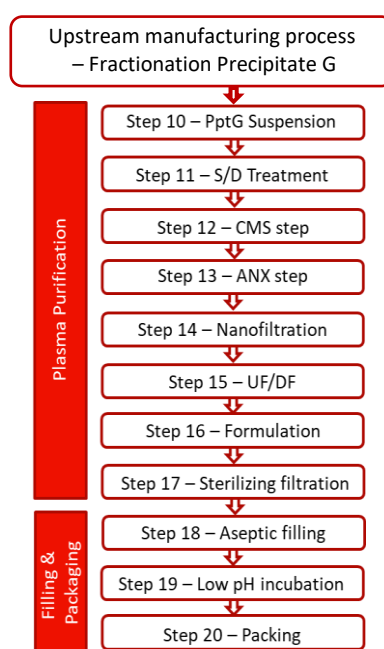 Upstream manufacturing process
– Fractionation Precipitate G
Plasma Purification
Step 10 – PptG Suspension
Step 11 – S/D Treatment
Step 12 – CMS step
Step 13 – ANX step
Step 14 – Nanofiltration
Step 15 – UF/DF
Step 16 – Formulation
Step 17 – Sterilizing filtration
Filling &
Packaging
Step 18 – Aseptic filling
Step 19 – Low pH incubation
Step 20 – Packing